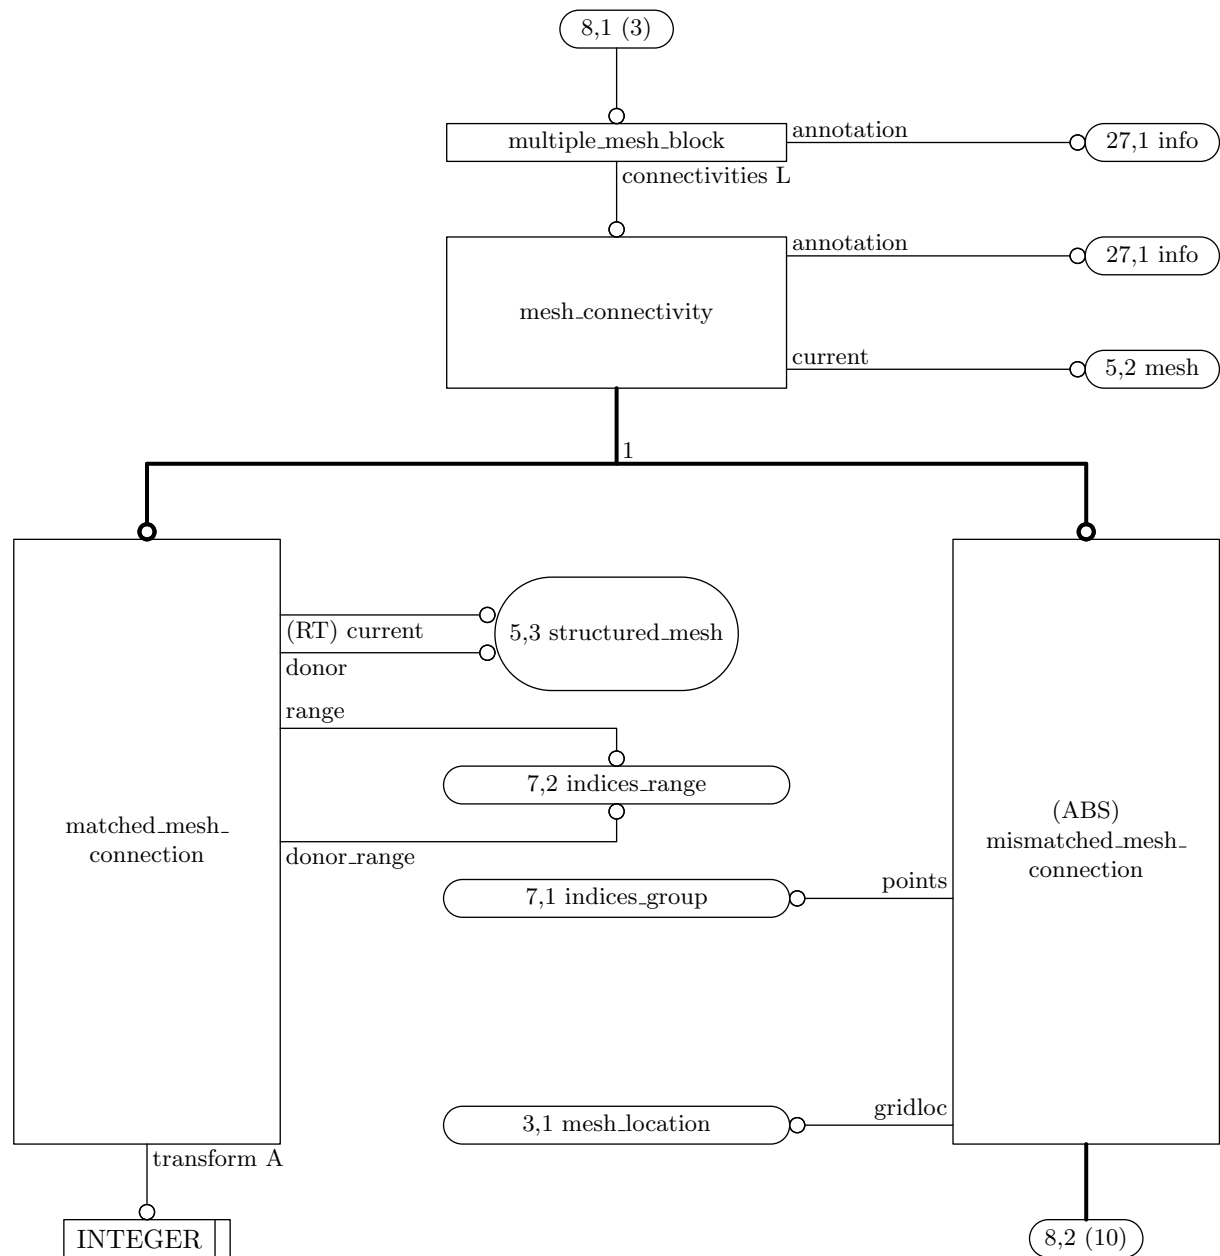 8,1 (3)
multiple_mesh_block
annotation
27,1 info
connectivities L
annotation
27,1 info
mesh_connectivity
current
5,2 mesh
1
(RT) current
5,3 structured_mesh
donor
range
7,2 indices_range
matched_mesh_
connection
donor_range
(ABS)
mismatched_mesh_
connection
points
7,1 indices_group
gridloc
3,1 mesh_location
transform A
INTEGER
8,2 (10)